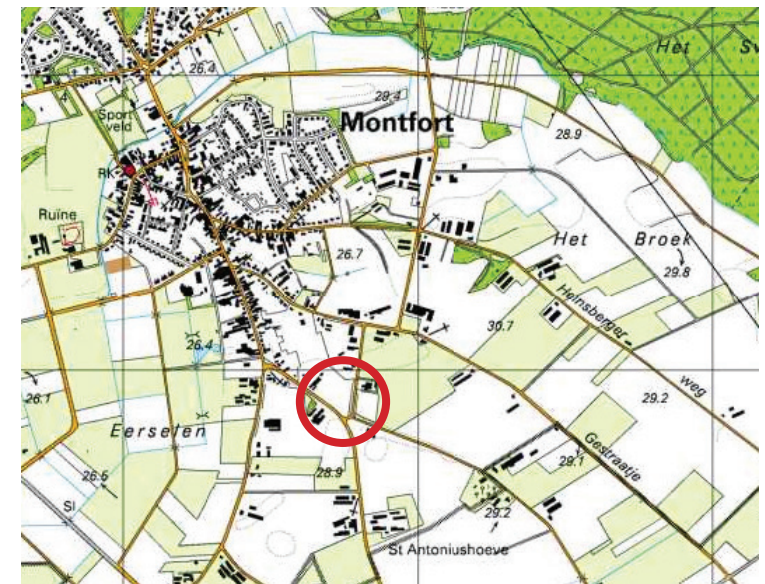 Het
26.4
29.4
4
Sport
veld
Montfort
28.9
RK
Ruïne
26.7
Het Broek
29.8
Heinsberger
weg
30.7
26.4
26.1
29.2
Eerselen
Gestraatje
29.1
28.9
26.5
Sl
29.2
St Antoniushoeve